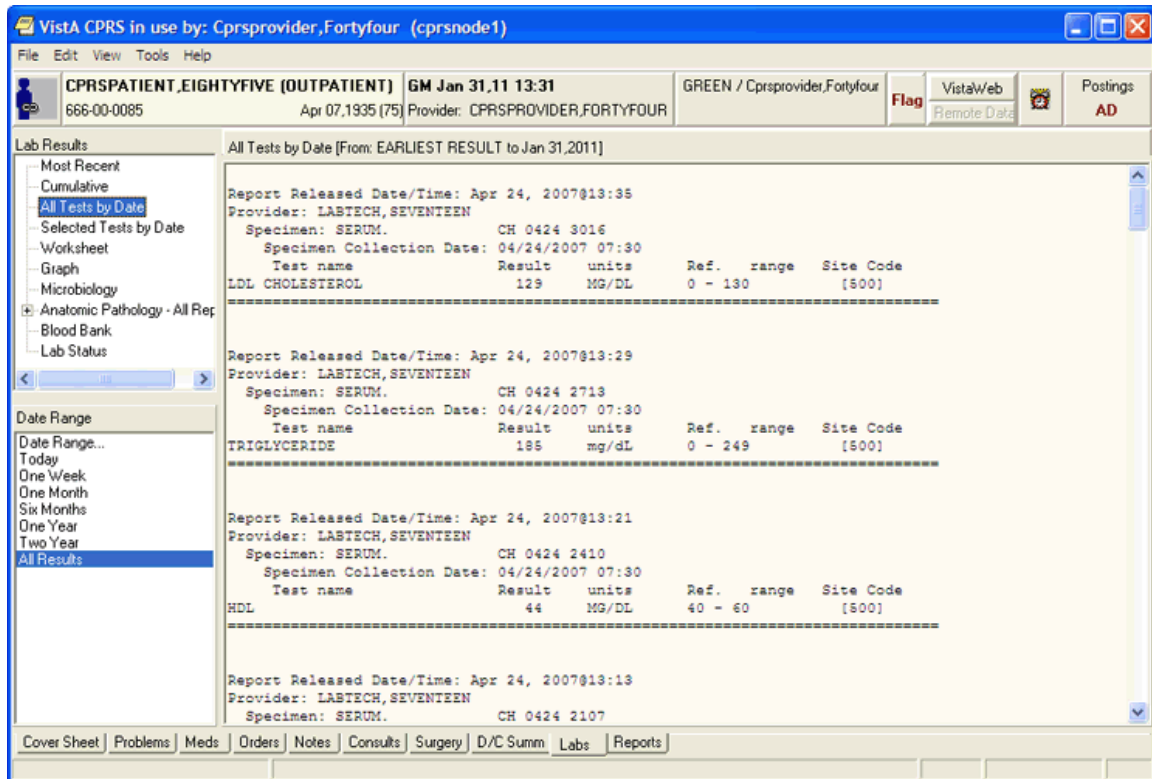 VistA CPRS in use by: Cprsprovider,Fortyfour (cprsnode1)
File Edit View Tools Help
CPRSPATIENT,EIGHTYFIVE (OUTPATIENT)
666-00-0085 Apr 07,1935 (75)
GM Jan 31,11 13:31
Provider: CPRSPROVIDER,FORTYFOUR
GREEN / Cprsprovider,Fortyfour
Flag
VistaWeb
Remote Data
Postings
AD
Lab Results
Most Recent
Cumulative
All Tests by Date
Selected Tests by Date
Worksheet
Graph
Microbiology
Anatomic Pathology - All Rep
Blood Bank
Lab Status
Date Range
Date Range...
Today
One Week
One Month
Six Months
One Year
Two Year
All Results
All Tests by Date [From: EARLIEST RESULT to Jan 31,2011]
Report Released Date/Time: Apr 24, 2007@13:35
Provider: LABTECH,SEVENTEEN
Specimen: SERUM. CH 0424 3016
Specimen Collection Date: 04/24/2007 07:30
Test name Result units Ref. range Site Code
LDL CHOLESTEROL 129 MG/DL 0 - 130 [500]
===============================================================================
Report Released Date/Time: Apr 24, 2007@13:29
Provider: LABTECH,SEVENTEEN
Specimen: SERUM. CH 0424 2713
Specimen Collection Date: 04/24/2007 07:30
Test name Result units Ref. range Site Code
TRIGLYCERIDE 185 mg/dL 0 - 249 [500]
===============================================================================
Report Released Date/Time: Apr 24, 2007@13:21
Provider: LABTECH,SEVENTEEN
Specimen: SERUM. CH 0424 2410
Specimen Collection Date: 04/24/2007 07:30
Test name Result units Ref. range Site Code
HDL 44 MG/DL 40 - 60 [500]
===============================================================================
Report Released Date/Time: Apr 24, 2007@13:13
Provider: LABTECH,SEVENTEEN
Specimen: SERUM. CH 0424 2107
Cover Sheet Problems Meds Orders Notes Consults Surgery D/C Summ Labs Reports